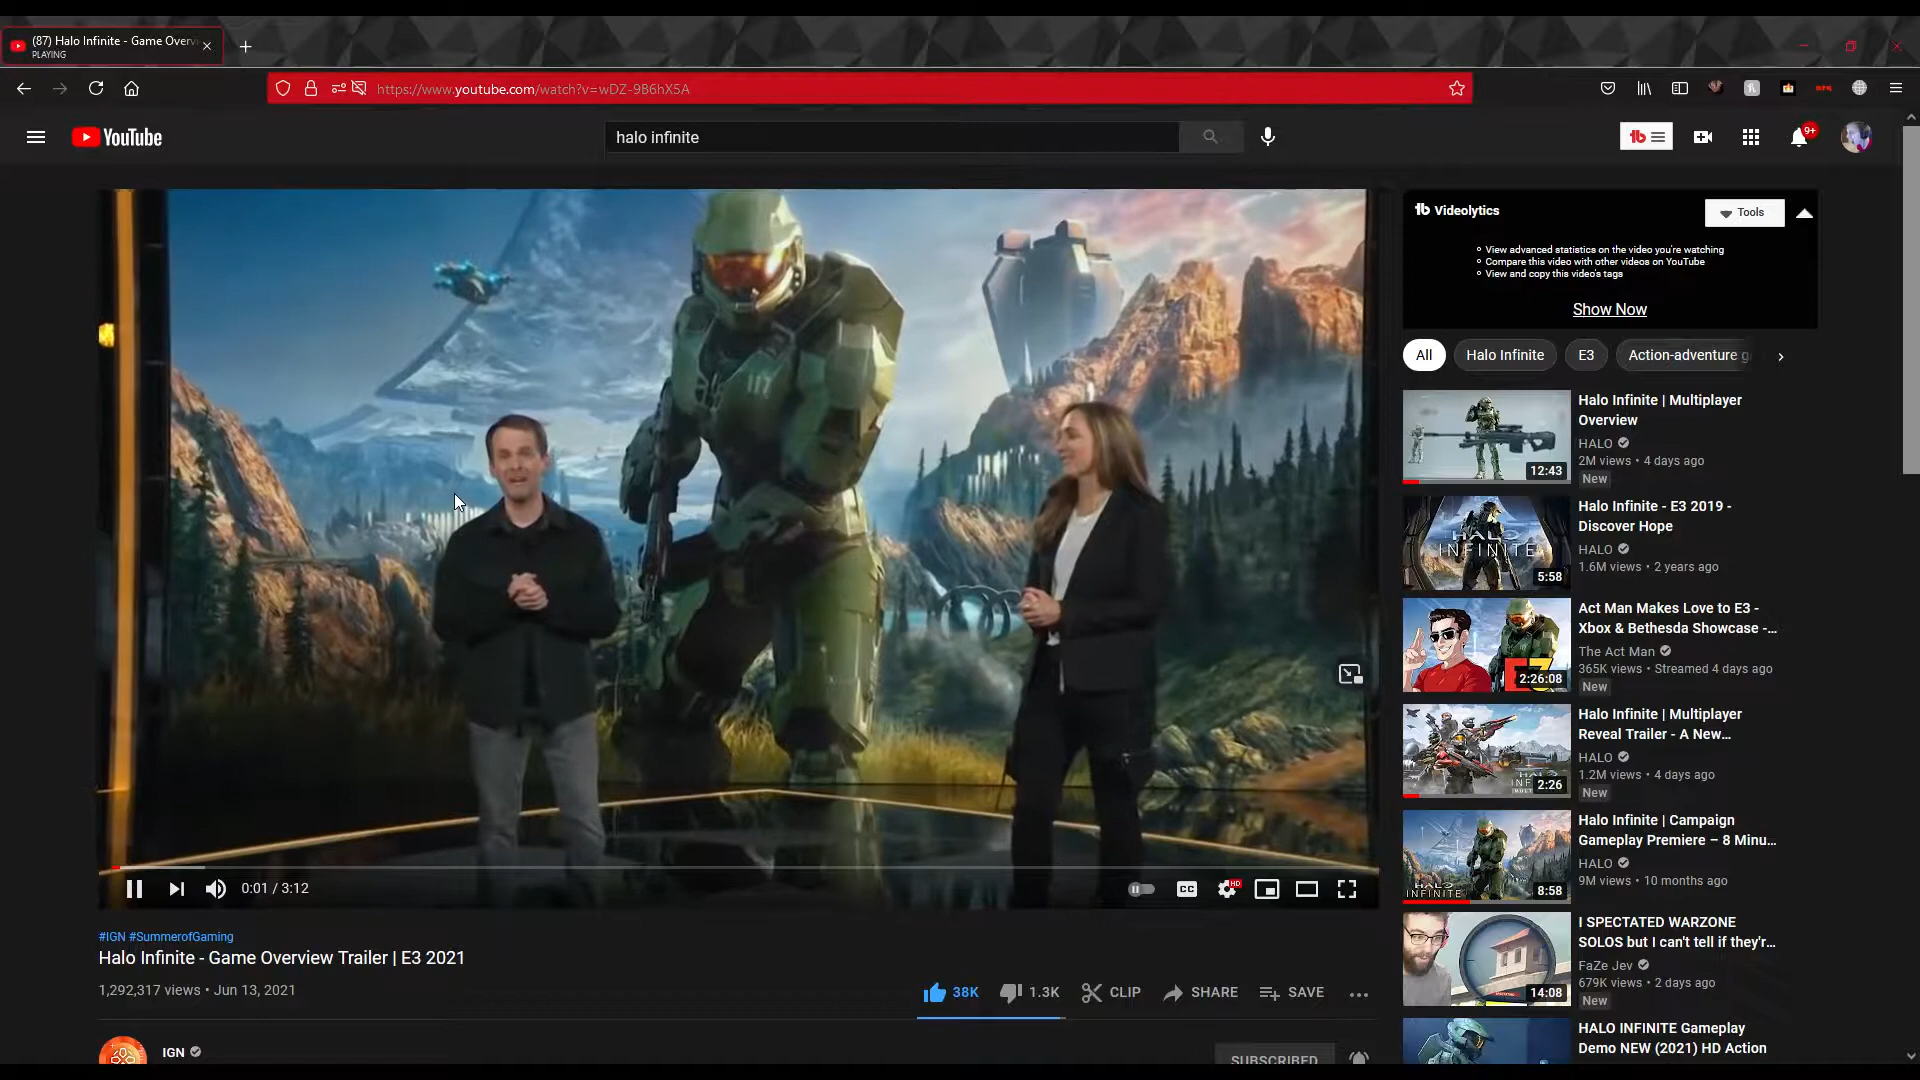 (87) Halo Infinite - Game Overvi
PLAYING
https://www.youtube.com/watch?v=wDZ-9B6hX5A
YouTube
halo infinite
9+
Videolytics
Tools
View advanced statistics on the video you're watching
Compare this video with other videos on YouTube
View and copy this video's tags
Show Now
All
Halo Infinite
E3
Action-adventure g
Halo Infinite | Multiplayer
Overview
HALO
2M views • 4 days ago
New
12:43
Halo Infinite - E3 2019 -
Discover Hope
HALO
1.6M views • 2 years ago
HALO
INFINITE
5:58
Act Man Makes Love to E3 -
Xbox & Bethesda Showcase -...
The Act Man
365K views • Streamed 4 days ago
New
2:26:08
Halo Infinite | Multiplayer
Reveal Trailer - A New...
HALO
1.2M views • 4 days ago
New
2:26
Halo Infinite | Campaign
Gameplay Premiere – 8 Minu...
HALO
9M views • 10 months ago
HALO
INFINITE
8:58
I SPECTATED WARZONE
SOLOS but I can't tell if they'r...
FaZe Jev
679K views • 2 days ago
New
14:08
HALO INFINITE Gameplay
Demo NEW (2021) HD Action
117
0:01 / 3:12
CC
HD
#IGN #SummerofGaming
Halo Infinite - Game Overview Trailer | E3 2021
1,292,317 views • Jun 13, 2021
38K
1.3K
CLIP
SHARE
SAVE
IGN
SUBSCRIBED